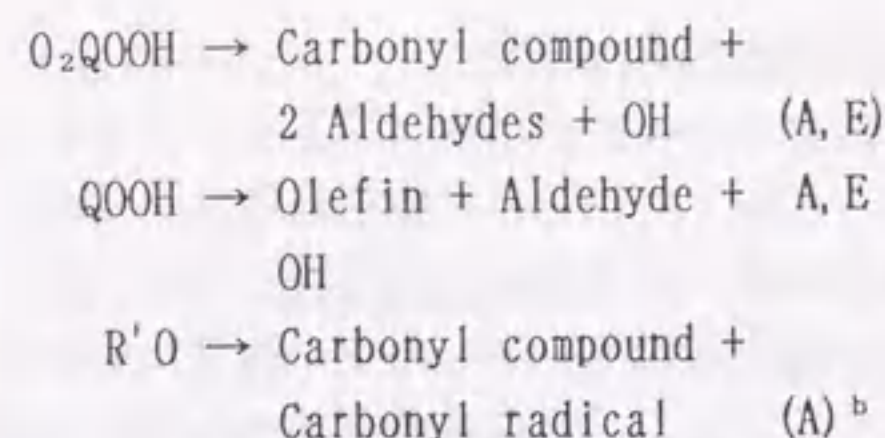 O₂QOOH → Carbonyl compound +
2 Aldehydes + OH (A, E)
QOOH → Olefin + Aldehyde + A, E
OH
R'O → Carbonyl compound +
Carbonyl radical (A) ᵇ